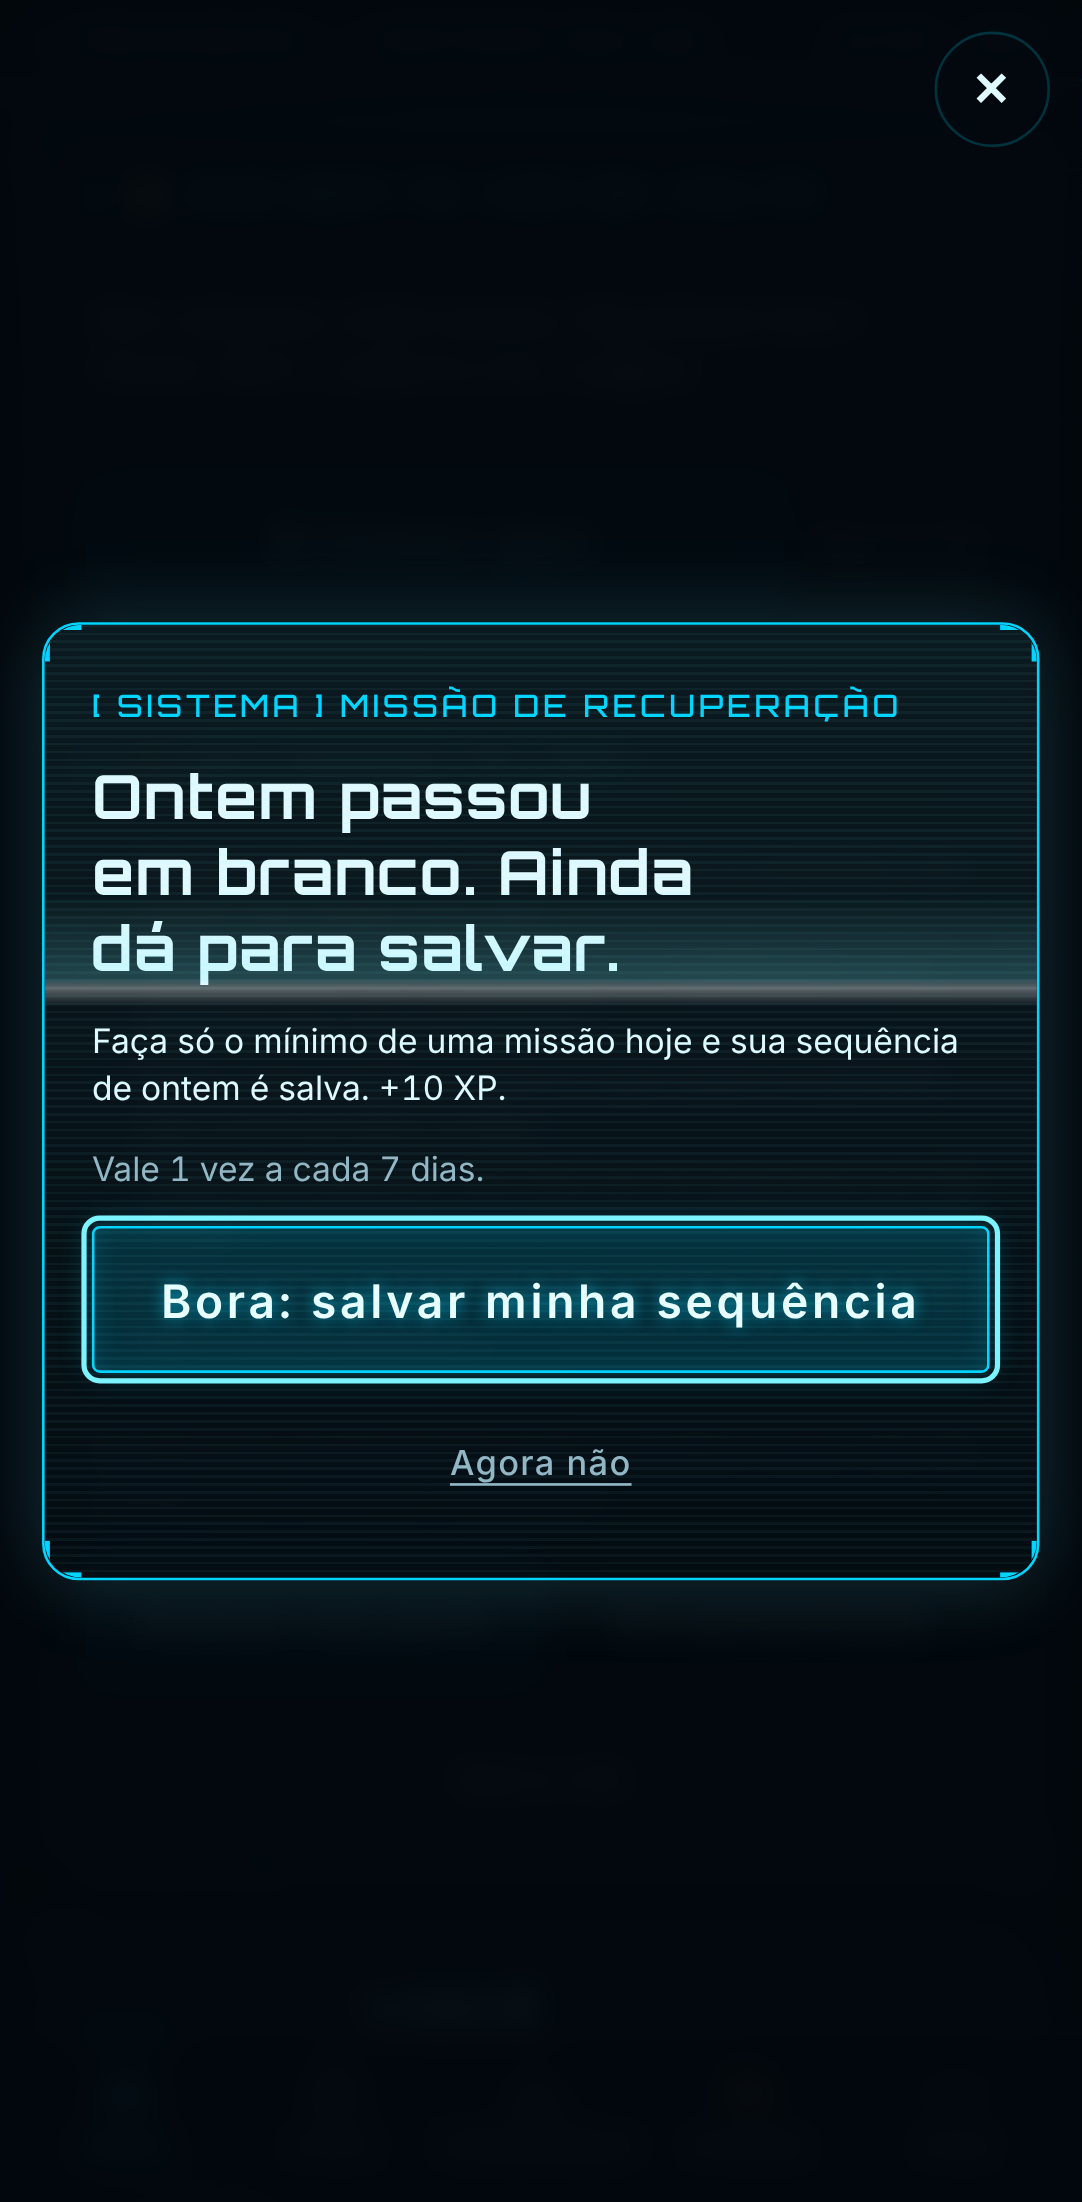 [ SISTEMA ] MISSÃO DE RECUPERAÇÃO
Ontem passou
em branco. Ainda
dá para salvar.
Faça só o mínimo de uma missão hoje e sua sequência
de ontem é salva. +10 XP.
Vale 1 vez a cada 7 dias.
Bora: salvar minha sequência
Agora não